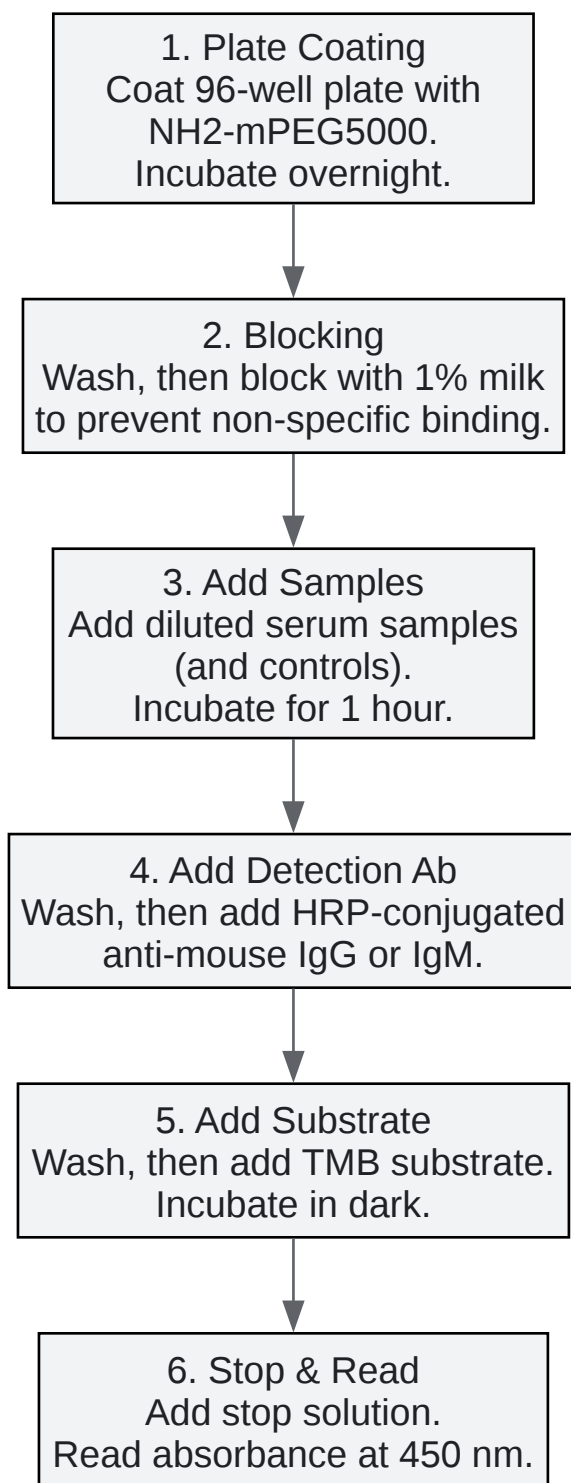 1. Plate Coating
Coat 96-well plate with
NH2-mPEG5000.
Incubate overnight.
2. Blocking
Wash, then block with 1% milk
to prevent non-specific binding.
3. Add Samples
Add diluted serum samples
(and controls).
Incubate for 1 hour.
4. Add Detection Ab
Wash, then add HRP-conjugated
anti-mouse IgG or IgM.
5. Add Substrate
Wash, then add TMB substrate.
Incubate in dark.
6. Stop & Read
Add stop solution.
Read absorbance at 450 nm.